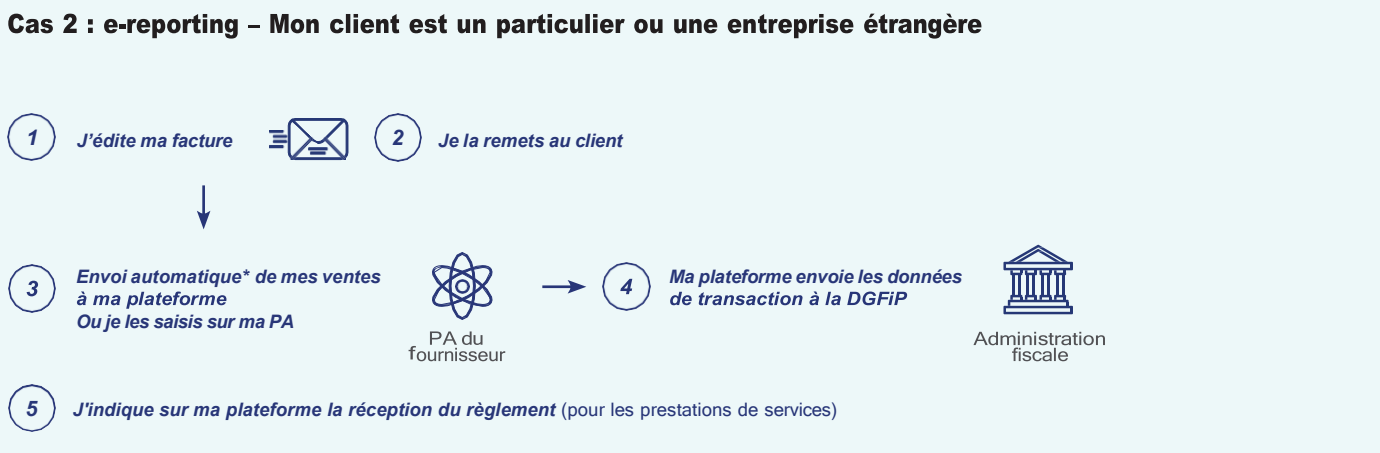 Cas 2 : e-reporting – Mon client est un particulier ou une entreprise étrangère
1 J’édite ma facture
2 Je la remets au client
3 Envoi automatique* de mes ventes
à ma plateforme
Ou je les saisis sur ma PA
PA du
fournisseur
4 Ma plateforme envoie les données
de transaction à la DGFiP
Administration
fiscale
5 J'indique sur ma plateforme la réception du règlement (pour les prestations de services)